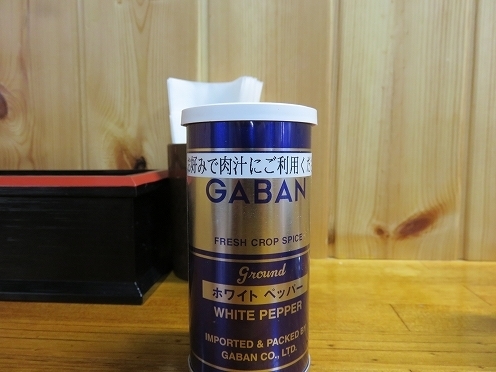 お好みで肉汁にご利用くだ
GABAN
FRESH CROP SPICE
Ground
ホワイト ペッパー
WHITE PEPPER
IMPORTED & PACKED BY
GABAN CO., LTD.